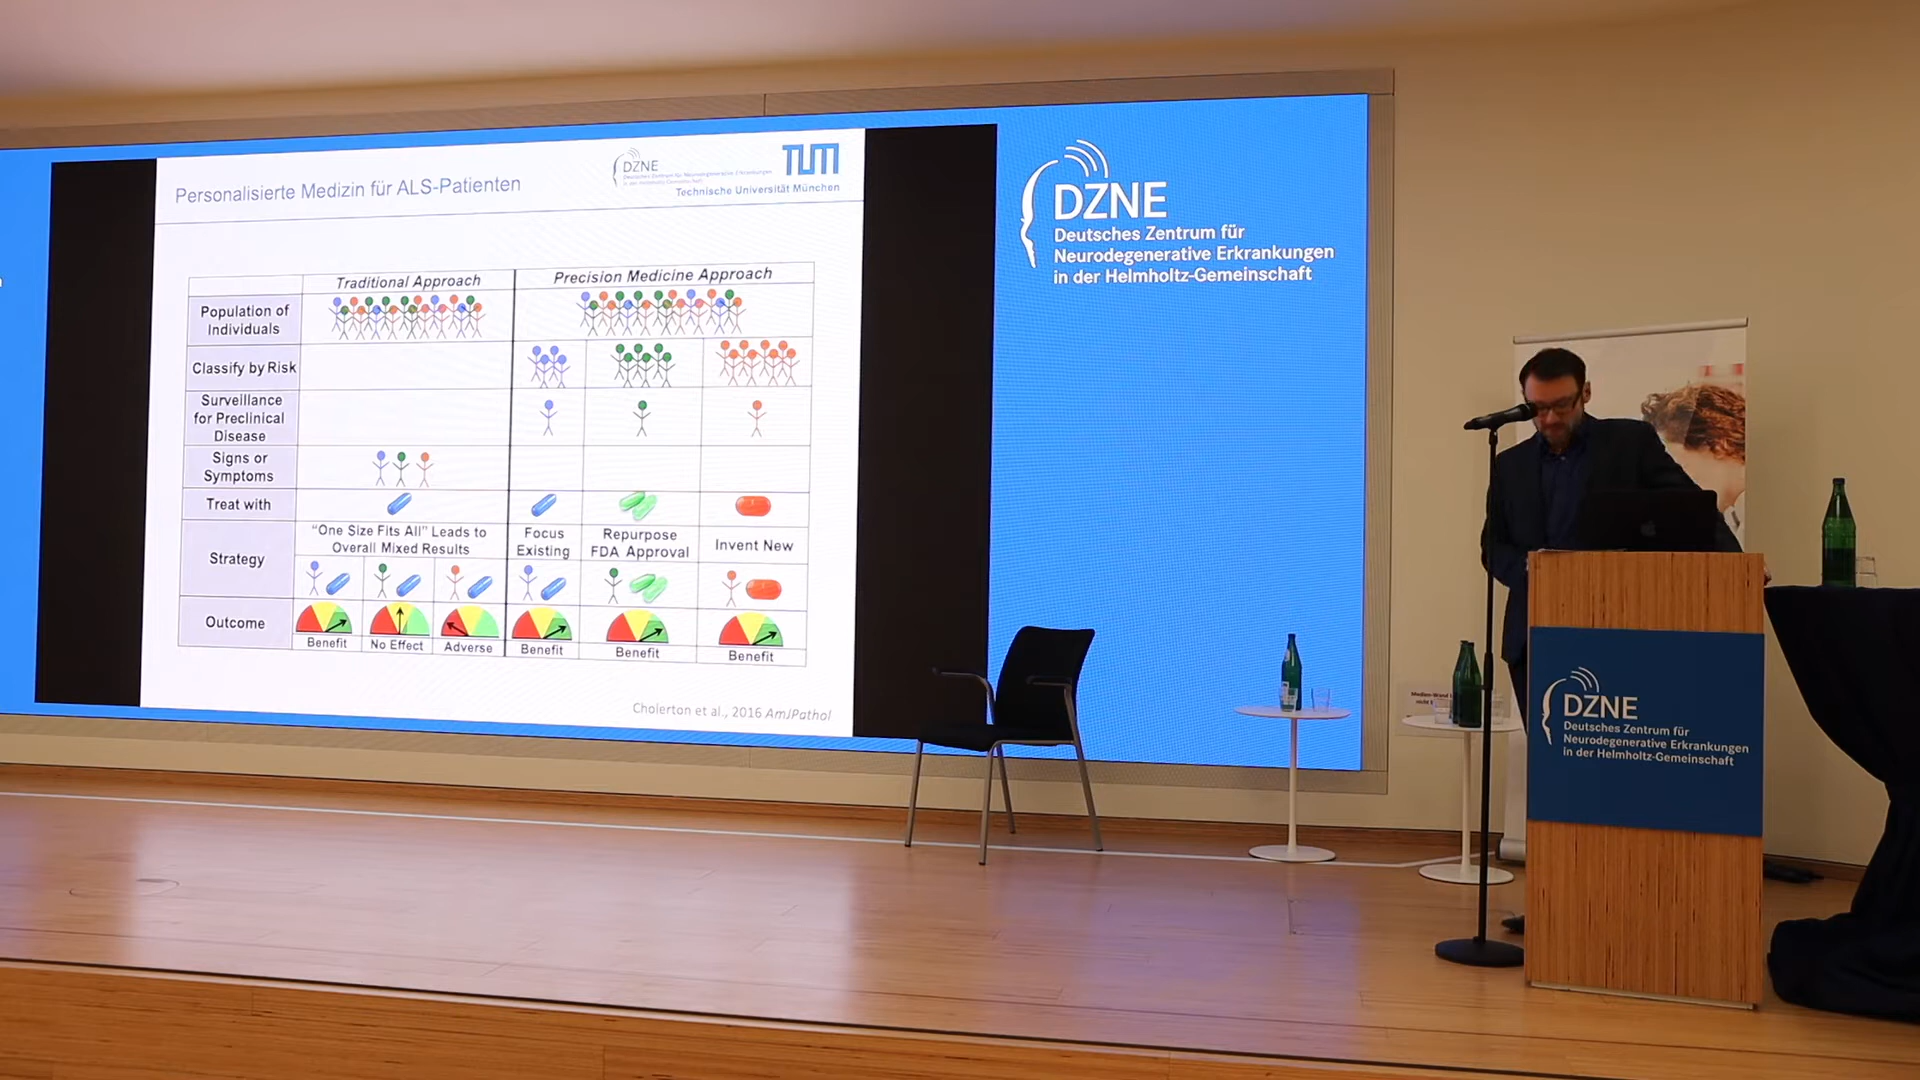 Personalisierte Medizin für ALS-Patienten
DZNE
TUM
Technische Universität München
Traditional Approach
Precision Medicine Approach
Population of
Individuals
Classify by Risk
Surveillance
for Preclinical
Disease
Signs or
Symptoms
Treat with
Strategy
"One Size Fits All" Leads to
Overall Mixed Results
Focus
Existing
Repurpose
FDA Approval
Invent New
Outcome
Benefit
No Effect
Adverse
Benefit
Benefit
Benefit
Cholerton et al., 2016 AmJPathol
DZNE
Deutsches Zentrum für
Neurodegenerative Erkrankungen
in der Helmholtz-Gemeinschaft
DZNE
Deutsches Zentrum für
Neurodegenerative Erkrankungen
in der Helmholtz-Gemeinschaft